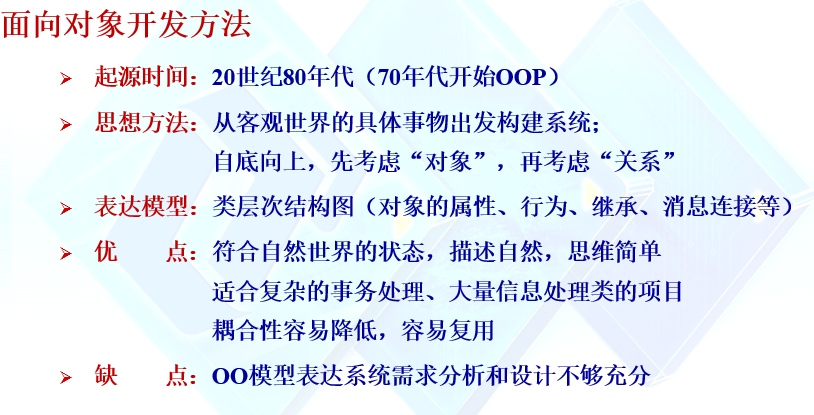 面向对象开发方法
起源时间：20世纪80年代（70年代开始OOP）
思想方法：从客观世界的具体事物出发构建系统；
自底向上，先考虑“对象”，再考虑“关系”
表达模型：类层次结构图（对象的属性、行为、继承、消息连接等）
优　　点：符合自然世界的状态，描述自然，思维简单
适合复杂的事务处理、大量信息处理类的项目
耦合性容易降低，容易复用
缺　　点：OO模型表达系统需求分析和设计不够充分